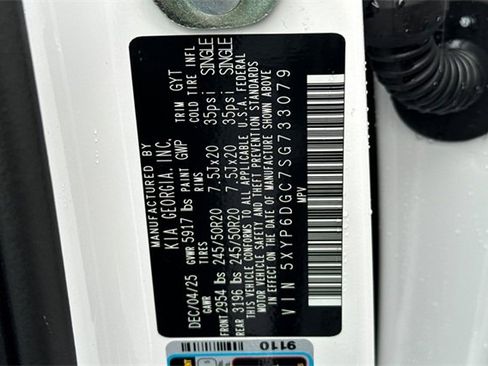 MANUFACTURED BY
KIA GEORGIA, INC.
DEC/04/25 GVWR 5917 lbs PAINT GWP TRIM GYT
GAWR TIRES RIMS COLD TIRE INFL
FRONT 2954 lbs 245/50R20 7.5Jx20 35psi SINGLE
REAR 3196 lbs 245/50R20 7.5Jx20 35psi SINGLE
THIS VEHICLE CONFORMS TO ALL APPLICABLE U.S.A. FEDERAL
MOTOR VEHICLE SAFETY, BUMPER, AND THEFT PREVENTION STANDARDS
IN EFFECT ON THE DATE OF MANUFACTURE SHOWN ABOVE
VIN 5XYP6DGC7SG733079
MPV
9110